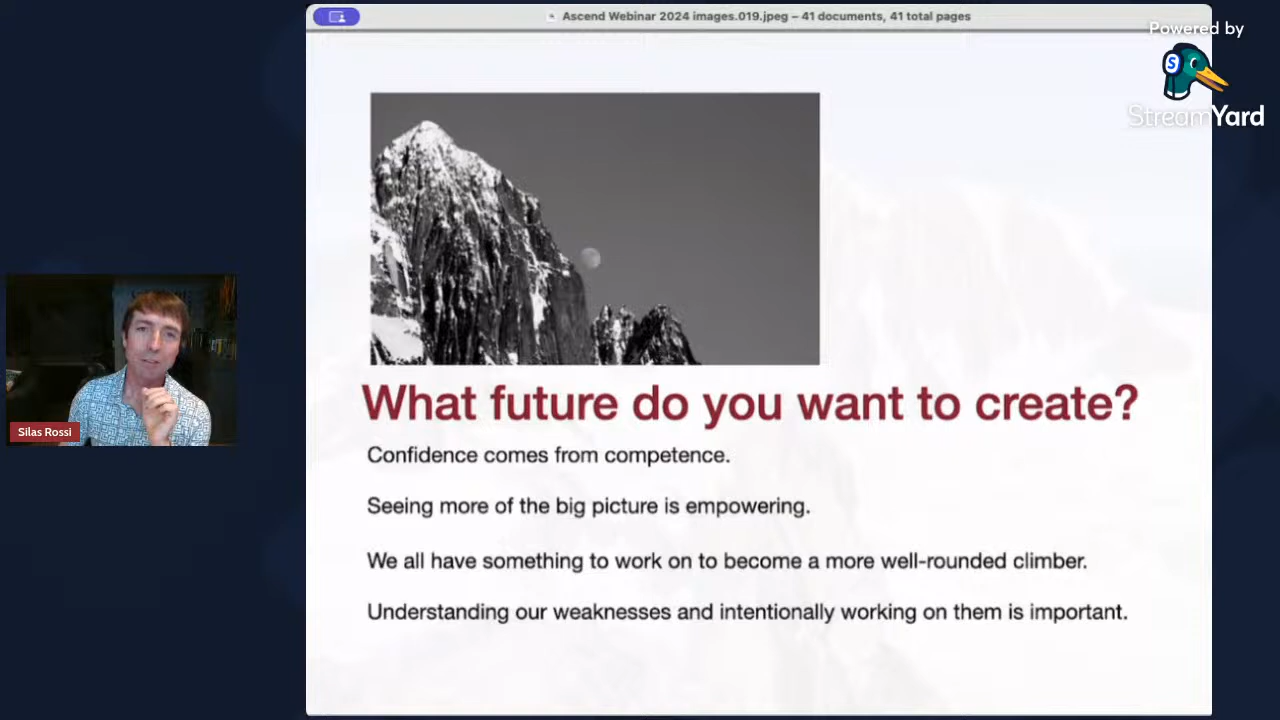 Ascend Webinar 2024 images.019.jpeg – 41 documents, 41 total pages
Powered by
S
StreamYard
What future do you want to create?
Confidence comes from competence.
Seeing more of the big picture is empowering.
We all have something to work on to become a more well-rounded climber.
Understanding our weaknesses and intentionally working on them is important.
Silas Rossi